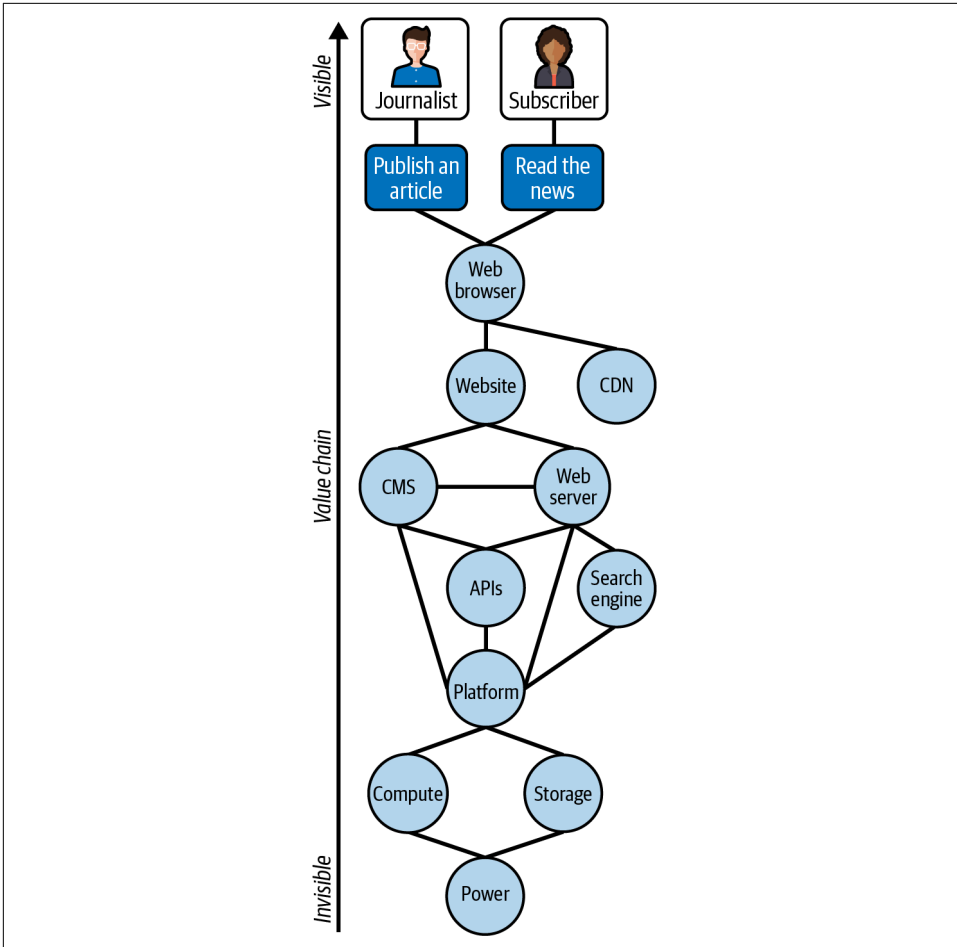 Visible
Journalist
Subscriber
Publish an
article
Read the
news
Web
browser
Website
CDN
Value chain
CMS
Web
server
APIs
Search
engine
Platform
Compute
Storage
Invisible
Power